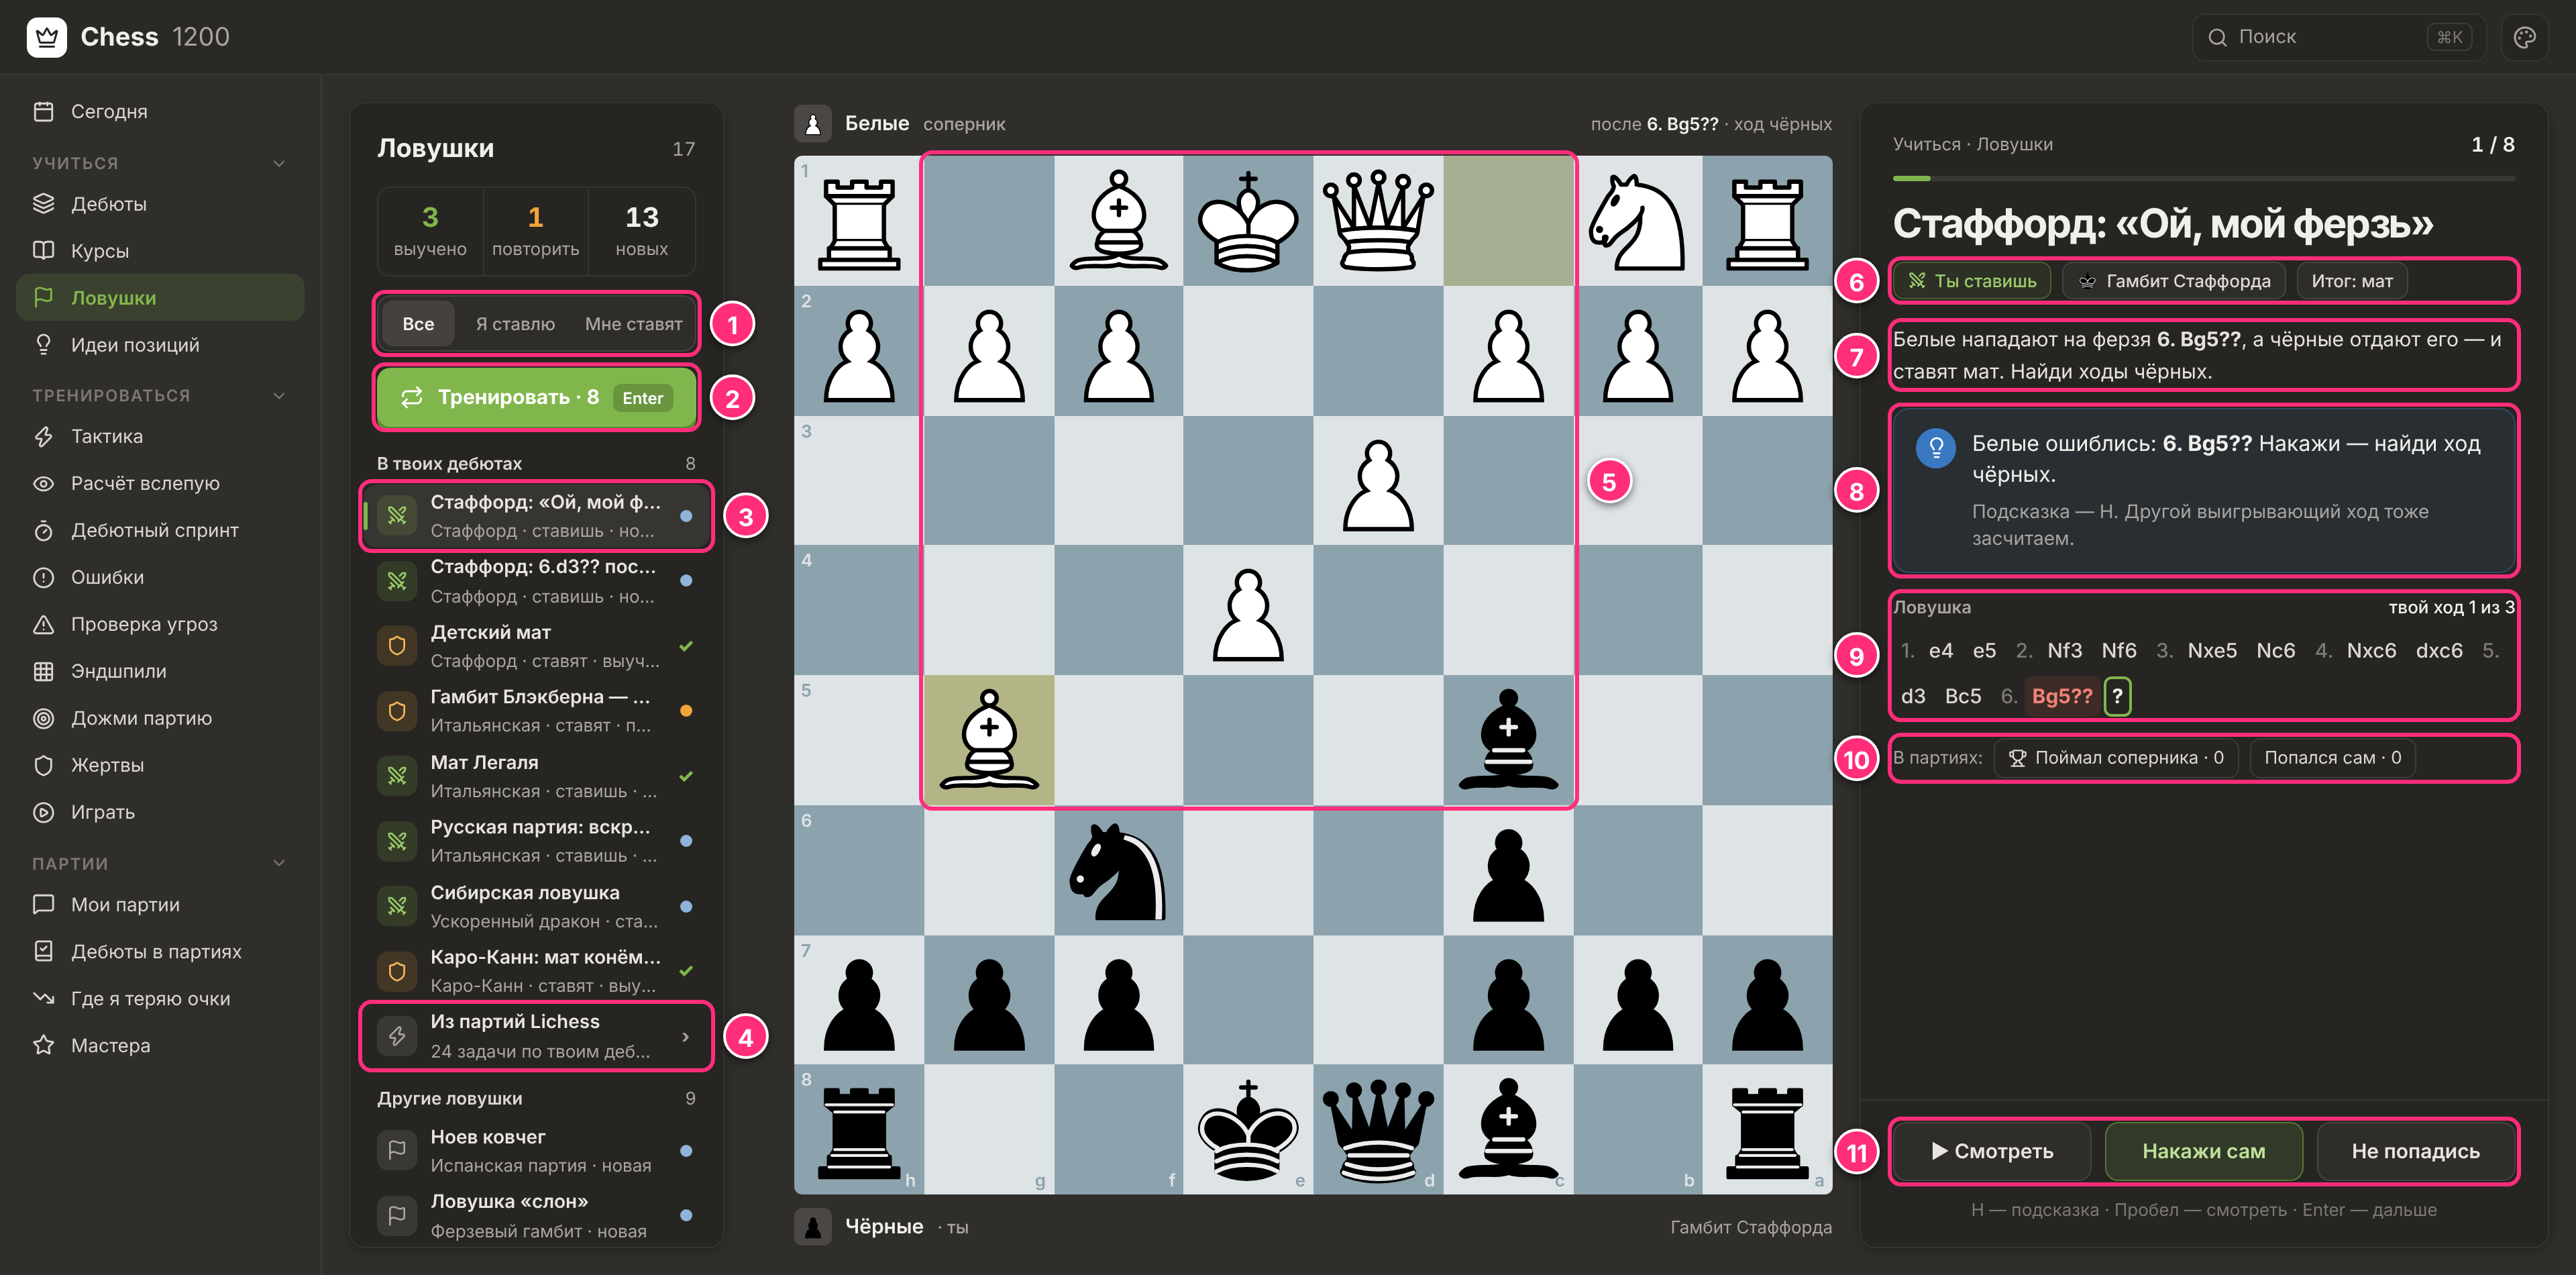 Chess 1200
Поиск ⌘K
Сегодня
УЧИТЬСЯ
Дебюты
Курсы
Ловушки
Идеи позиций
ТРЕНИРОВАТЬСЯ
Тактика
Расчёт вслепую
Дебютный спринт
Ошибки
Проверка угроз
Эндшпили
Дожми партию
Жертвы
Играть
ПАРТИИ
Мои партии
Дебюты в партиях
Где я теряю очки
Мастера
Ловушки 17
3 1 13
выучено повторить новых
Все Я ставлю Мне ставят
1
Тренировать · 8 Enter
2
В твоих дебютах 8
Стаффорд: «Ой, мой ф...
Стаффорд · ставишь · но...
3
Стаффорд: 6.d3?? пос...
Стаффорд · ставишь · но...
Детский мат
Стаффорд · ставят · выуч...
Гамбит Блэкберна — ...
Итальянская · ставят · п...
Мат Легаля
Итальянская · ставишь · ...
Русская партия: вскр...
Итальянская · ставишь · ...
Сибирская ловушка
Ускоренный дракон · ста...
Каро-Канн: мат конём...
Каро-Канн · ставят · выу...
Из партий Lichess
24 задачи по твоим деб...
4
Другие ловушки 9
Ноев ковчег
Испанская партия · новая
Ловушка «слон»
Ферзевый гамбит · новая
Белые соперник
после 6. Bg5?? · ход чёрных
1
2
3
4
5
6
7
8
h g f e d c b a
5
Чёрные · ты
Гамбит Стаффорда
Учиться · Ловушки 1 / 8
Стаффорд: «Ой, мой ферзь»
6
Ты ставишь Гамбит Стаффорда Итог: мат
7
Белые нападают на ферзя 6. Bg5??, а чёрные отдают его — и
ставят мат. Найди ходы чёрных.
8
Белые ошиблись: 6. Bg5?? Накажи — найди ход
чёрных.
Подсказка — H. Другой выигрывающий ход тоже
засчитаем.
Ловушка твой ход 1 из 3
9
1. e4 e5 2. Nf3 Nf6 3. Nxe5 Nc6 4. Nxc6 dxc6 5.
d3 Bc5 6. Bg5?? ?
10
В партиях: Поймал соперника · 0 Попался сам · 0
11
▶ Смотреть Накажи сам Не попадись
H — подсказка · Пробел — смотреть · Enter — дальше